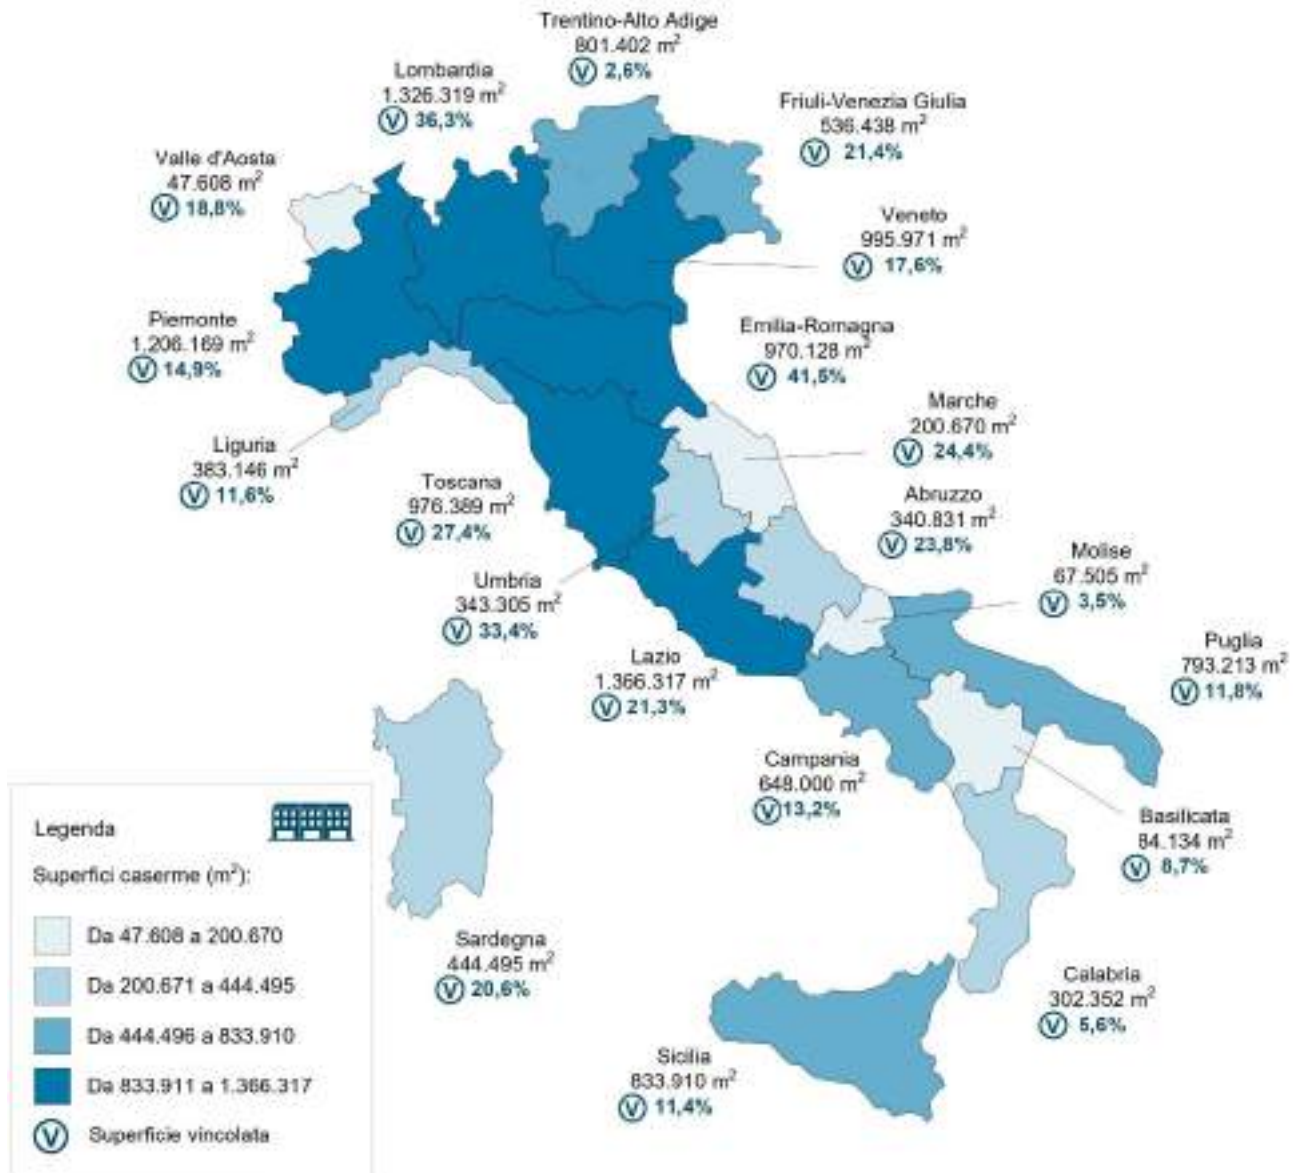 Trentino-Alto Adige
801.402 m²
V 2,6%
Lombardia
1.326.319 m²
V 36,3%
Friuli-Venezia Giulia
536.438 m²
V 21,4%
Valle d'Aosta
47.608 m²
V 18,8%
Veneto
995.971 m²
V 17,6%
Piemonte
1.206.169 m²
V 14,9%
Emilia-Romagna
970.128 m²
V 41,5%
Marche
200.670 m²
V 24,4%
Liguria
383.146 m²
V 11,6%
Toscana
976.389 m²
V 27,4%
Abruzzo
340.831 m²
V 23,8%
Molise
67.505 m²
V 3,5%
Umbria
343.305 m²
V 33,4%
Puglia
793.213 m²
V 11,8%
Lazio
1.366.317 m²
V 21,3%
Campania
648.000 m²
V 13,2%
Basilicata
84.134 m²
V 8,7%
Sardegna
444.495 m²
V 20,6%
Calabria
302.352 m²
V 5,6%
Sicilia
833.910 m²
V 11,4%
Legenda
Superfici caserme (m²):
Da 47.608 a 200.670
Da 200.671 a 444.495
Da 444.496 a 833.910
Da 833.911 a 1.366.317
V Superficie vincolata